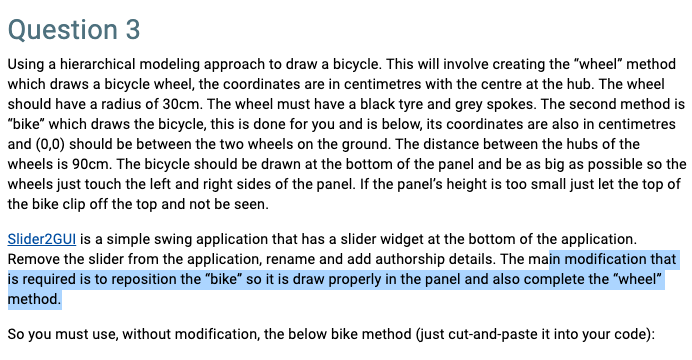 Question 3
Using a hierarchical modeling approach to draw a bicycle. This will involve creating the “wheel” method
which draws a bicycle wheel, the coordinates are in centimetres with the centre at the hub. The wheel
should have a radius of 30cm. The wheel must have a black tyre and grey spokes. The second method is
“bike” which draws the bicycle, this is done for you and is below, its coordinates are also in centimetres
and (0,0) should be between the two wheels on the ground. The distance between the hubs of the
wheels is 90cm. The bicycle should be drawn at the bottom of the panel and be as big as possible so the
wheels just touch the left and right sides of the panel. If the panel’s height is too small just let the top of
the bike clip off the top and not be seen.
Slider2GUI is a simple swing application that has a slider widget at the bottom of the application.
Remove the slider from the application, rename and add authorship details. The main modification that
is required is to reposition the “bike” so it is draw properly in the panel and also complete the “wheel”
method.
So you must use, without modification, the below bike method (just cut-and-paste it into your code):